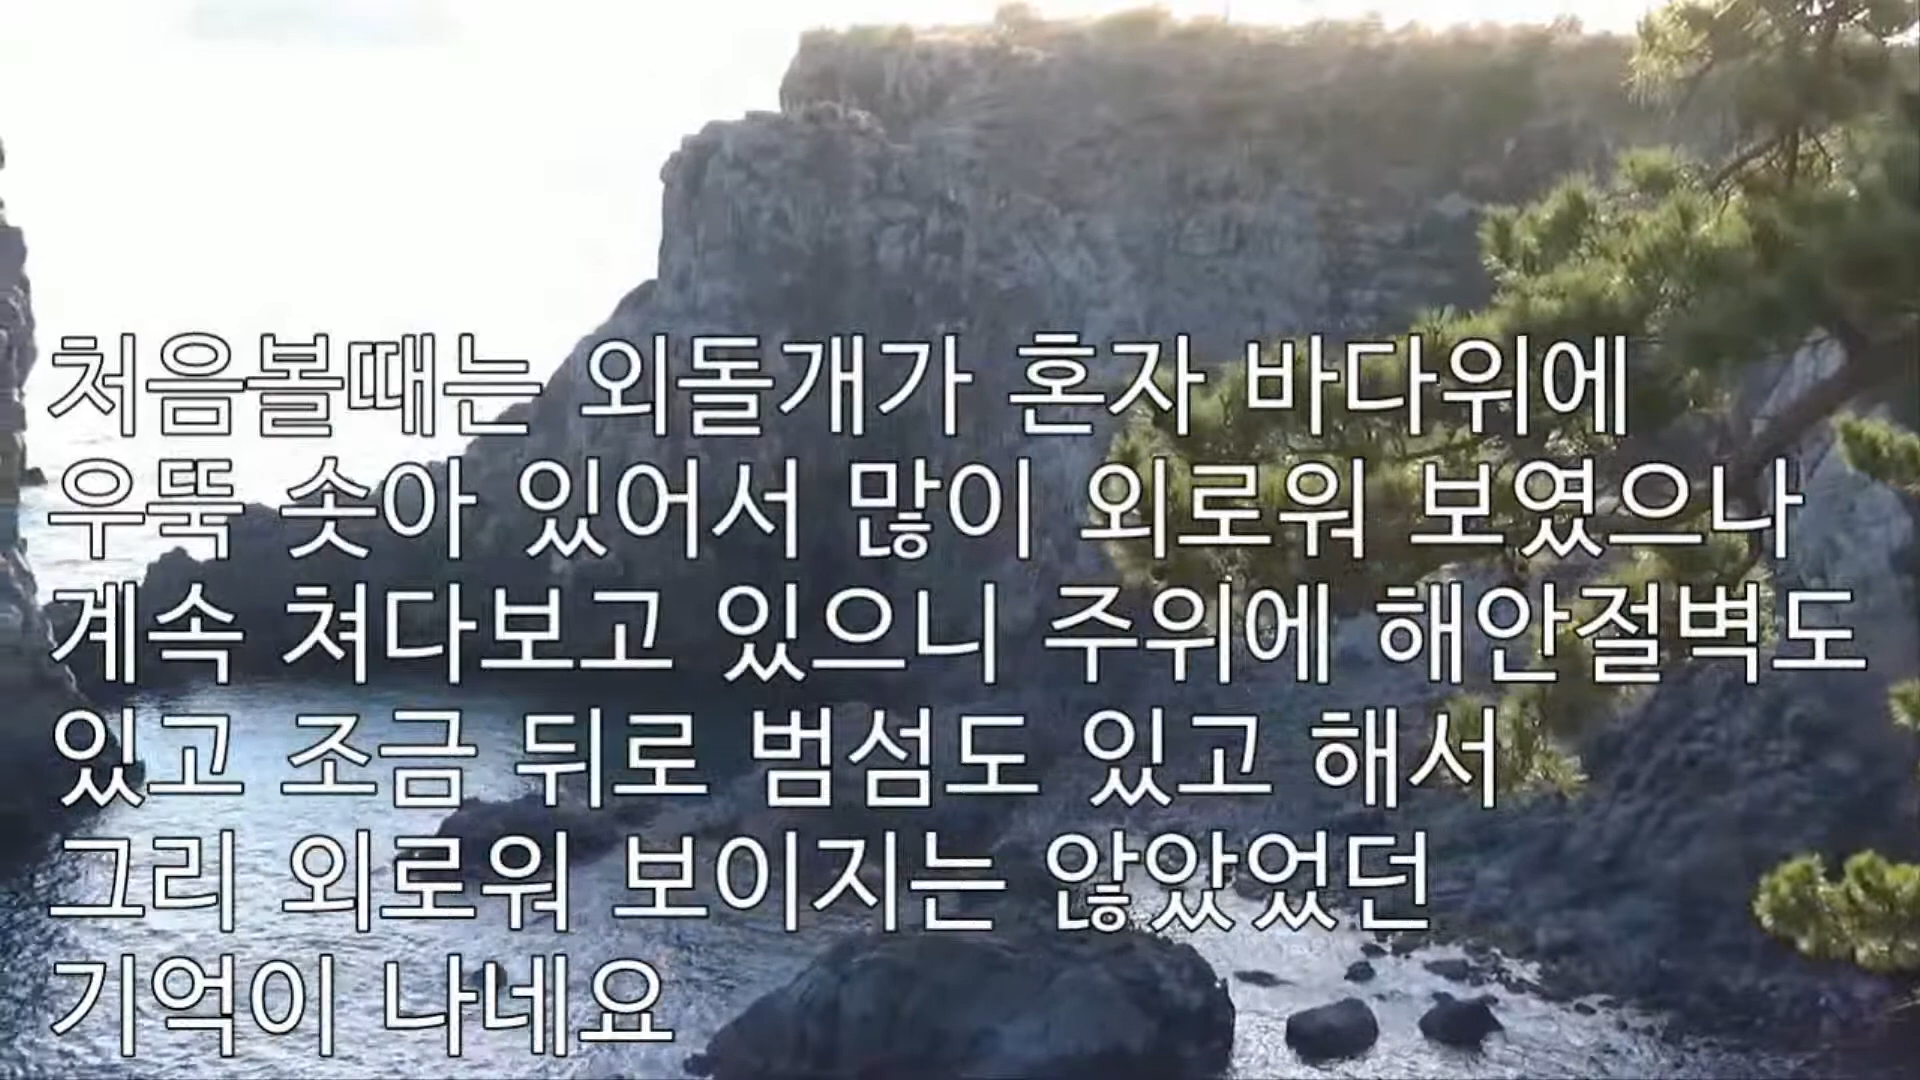 처음볼때는 외돌개가 혼자 바다위에
우뚝 솟아 있어서 많이 외로워 보였으나
계속 쳐다보고 있으니 주위에 해안절벽도
있고 조금 뒤로 범섬도 있고 해서
그리 외로워 보이지는 않았었던
기억이 나네요